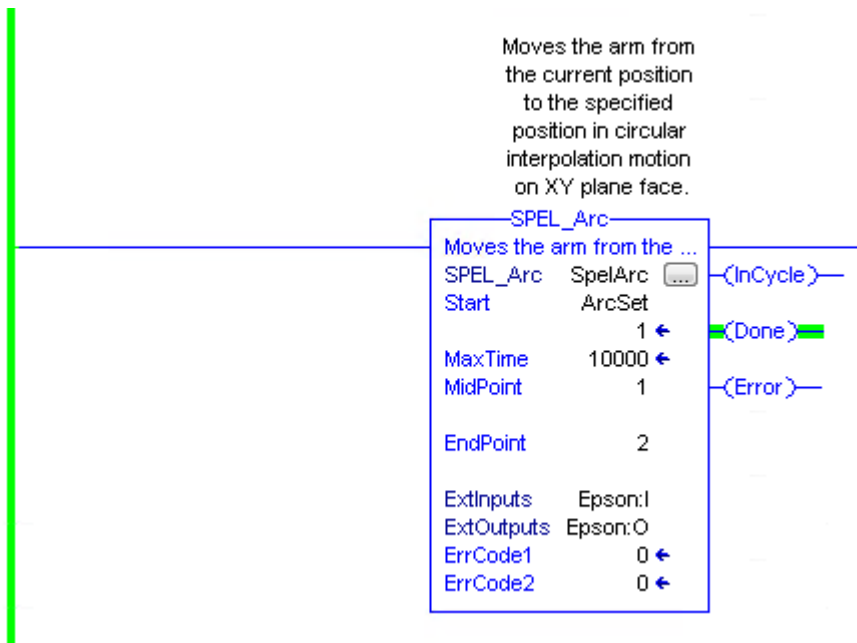 Moves the arm from
the current position
to the specified
position in circular
interpolation motion
on XY plane face.
SPEL_Arc
Moves the arm from the ...
SPEL_Arc SpelArc ... InCycle
Start ArcSet
1 Done
MaxTime 10000
MidPoint 1 Error
EndPoint 2
ExtInputs Epson:I
ExtOutputs Epson:O
ErrCode1 0
ErrCode2 0